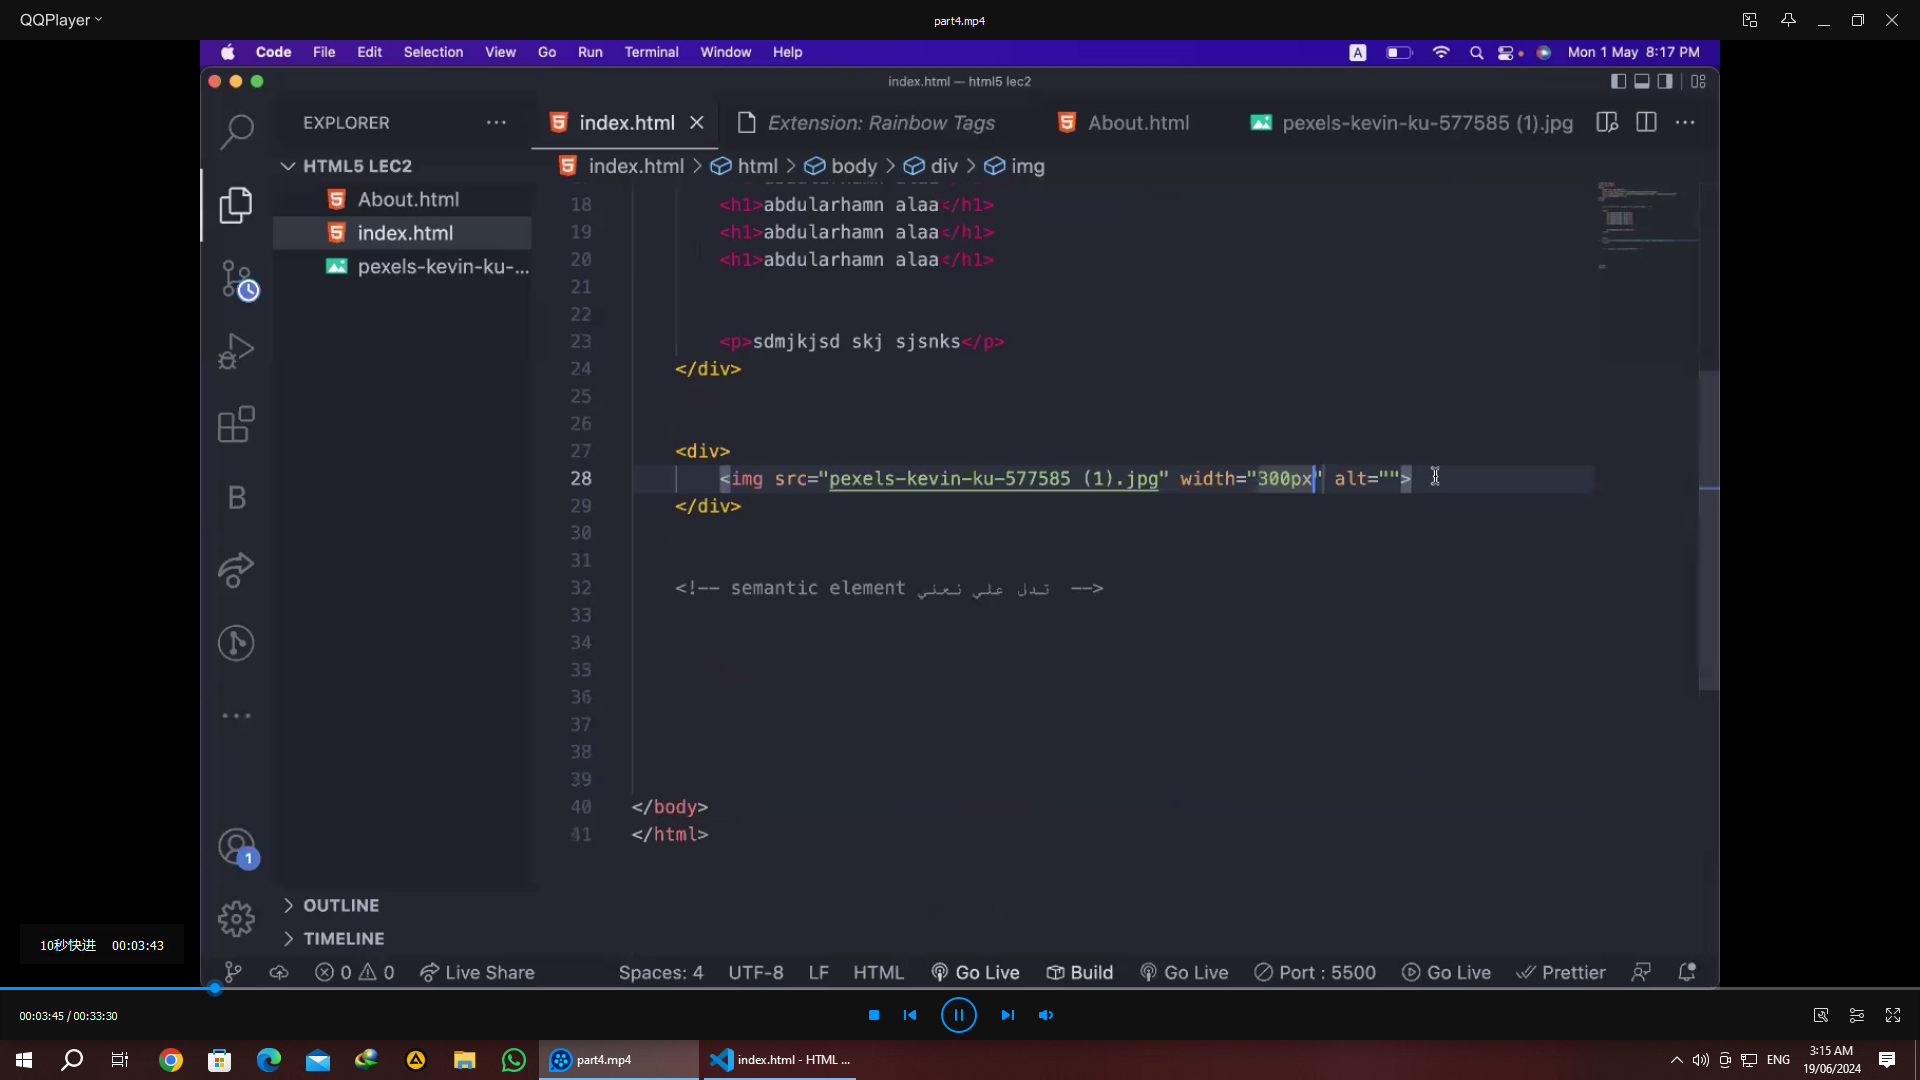 QQPlayer
part4.mp4
Code File Edit Selection View Go Run Terminal Window Help
A
Mon 1 May 8:17 PM
index.html — html5 lec2
EXPLORER
index.html
Extension: Rainbow Tags
About.html
pexels-kevin-ku-577585 (1).jpg
HTML5 LEC2
About.html
index.html
pexels-kevin-ku-...
index.html > html > body > div > img
18 <h1>abdularhamn alaa</h1>
19 <h1>abdularhamn alaa</h1>
20 <h1>abdularhamn alaa</h1>
21
22
23 <p>sdmjkjsd skj sjsnks</p>
24 </div>
25
26
27 <div>
28 <img src="pexels-kevin-ku-577585 (1).jpg" width="300px" alt="">
29 </div>
30
31
32 <!-- semantic element تدل علي نعني -->
33
34
35
36
37
38
39
40 </body>
41 </html>
B
1
OUTLINE
TIMELINE
10秒快进 00:03:43
0 0 Live Share Spaces: 4 UTF-8 LF HTML Go Live Build Go Live Port : 5500 Go Live Prettier
00:03:45 / 00:33:30
part4.mp4
index.html - HTML ...
ENG
3:15 AM
19/06/2024